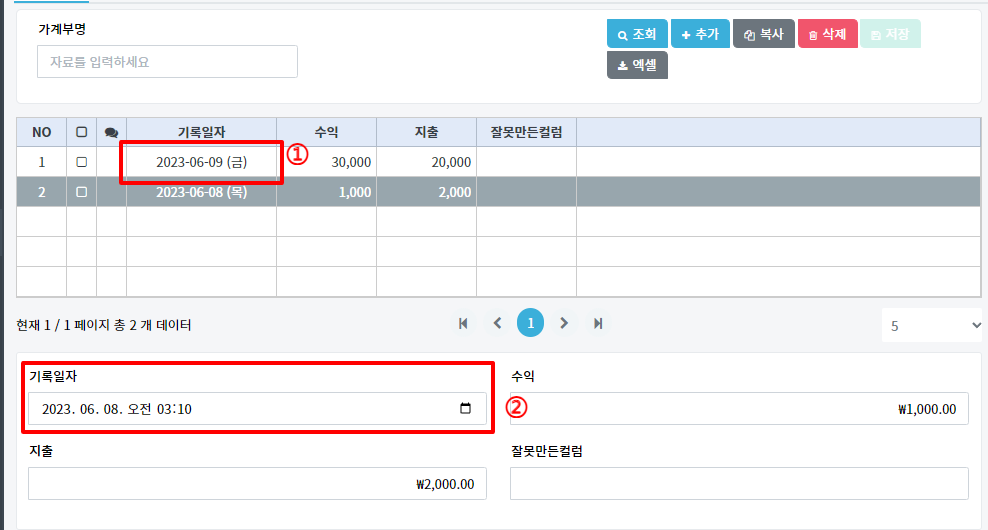 가계부명
자료를 입력하세요
조회 추가 복사 삭제 저장
엑셀
NO 기록일자 수익 지출 잘못만든컬럼
1 2023-06-09 (금) 30,000 20,000
①
2 2023-06-08 (목) 1,000 2,000
현재 1 / 1 페이지 총 2 개 데이터
1
5
기록일자 수익
2023. 06. 08. 오전 03:10 ② ₩1,000.00
지출 잘못만든컬럼
₩2,000.00